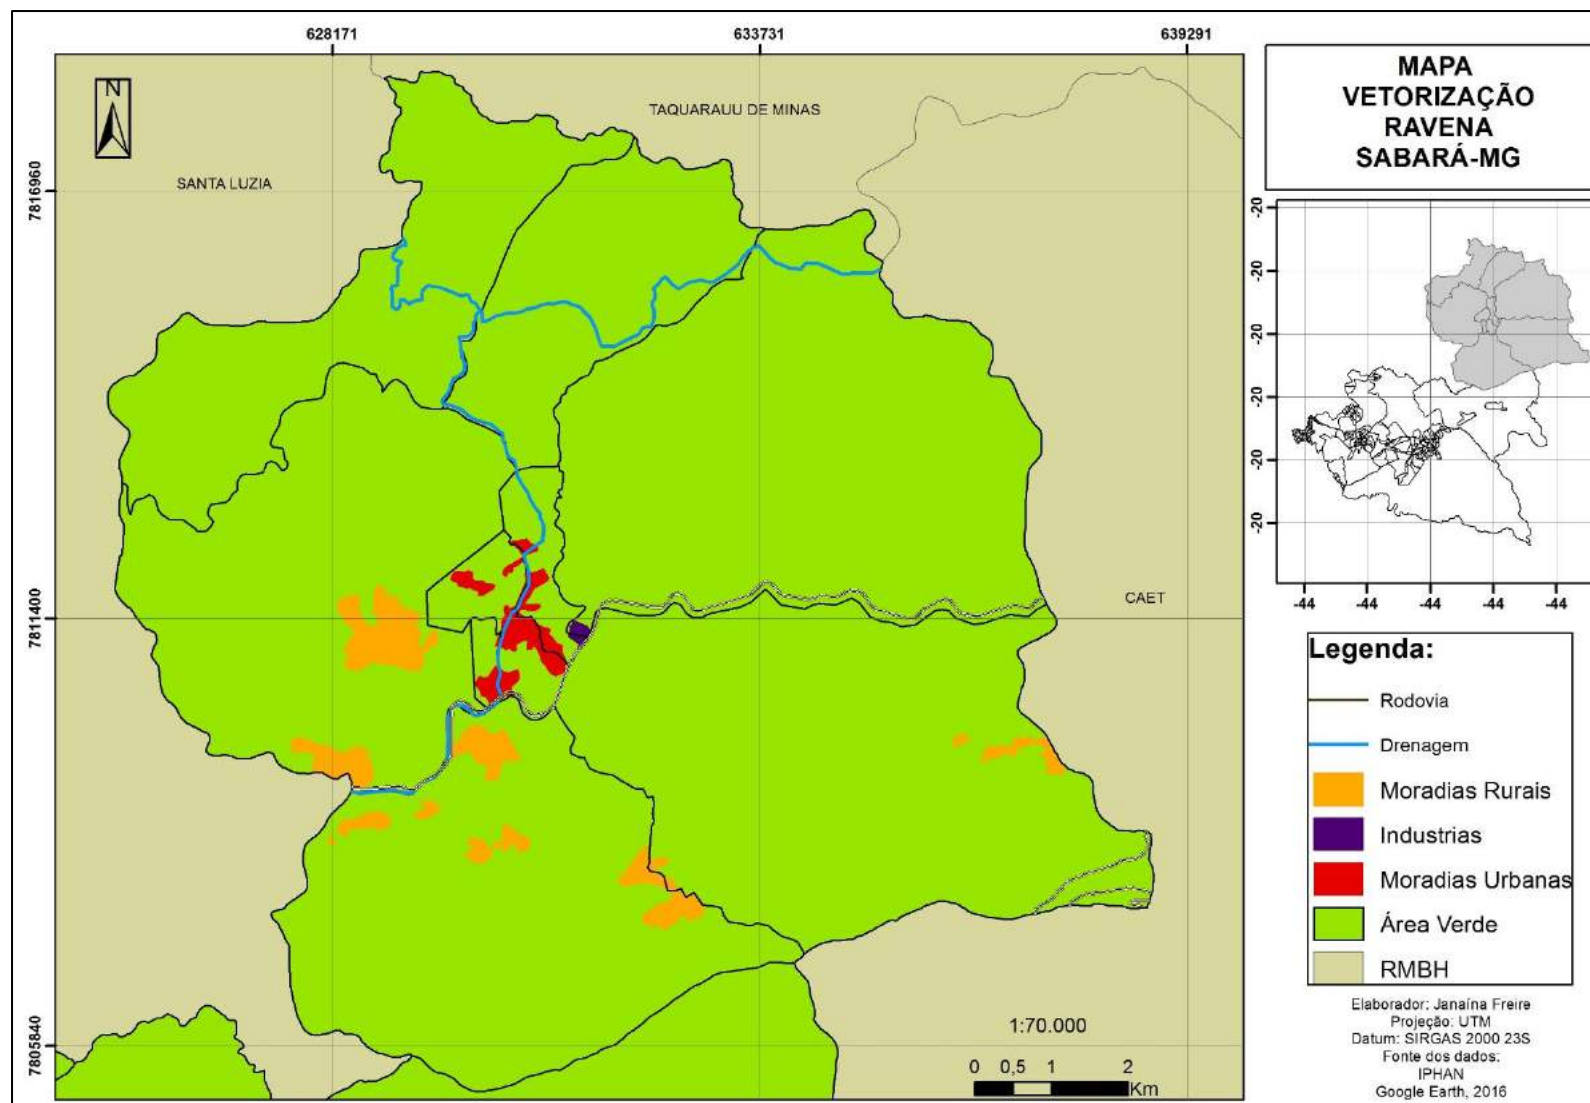 628171
633731
639291
N
TAQUARAUU DE MINAS
SANTA LUZIA
CAET
7816960
7811400
7805840
1:70.000
0 0,5 1 2
Km
MAPA
VETORIZAÇÃO
RAVENA
SABARÁ-MG
-20
-20
-20
-20
-20
-20
-44 -44 -44 -44 -44
Legenda:
Rodovia
Drenagem
Moradias Rurais
Industrias
Moradias Urbanas
Área Verde
RMBH
Elaborador: Janaína Freire
Projeção: UTM
Datum: SIRGAS 2000 23S
Fonte dos dados:
IPHAN
Google Earth, 2016